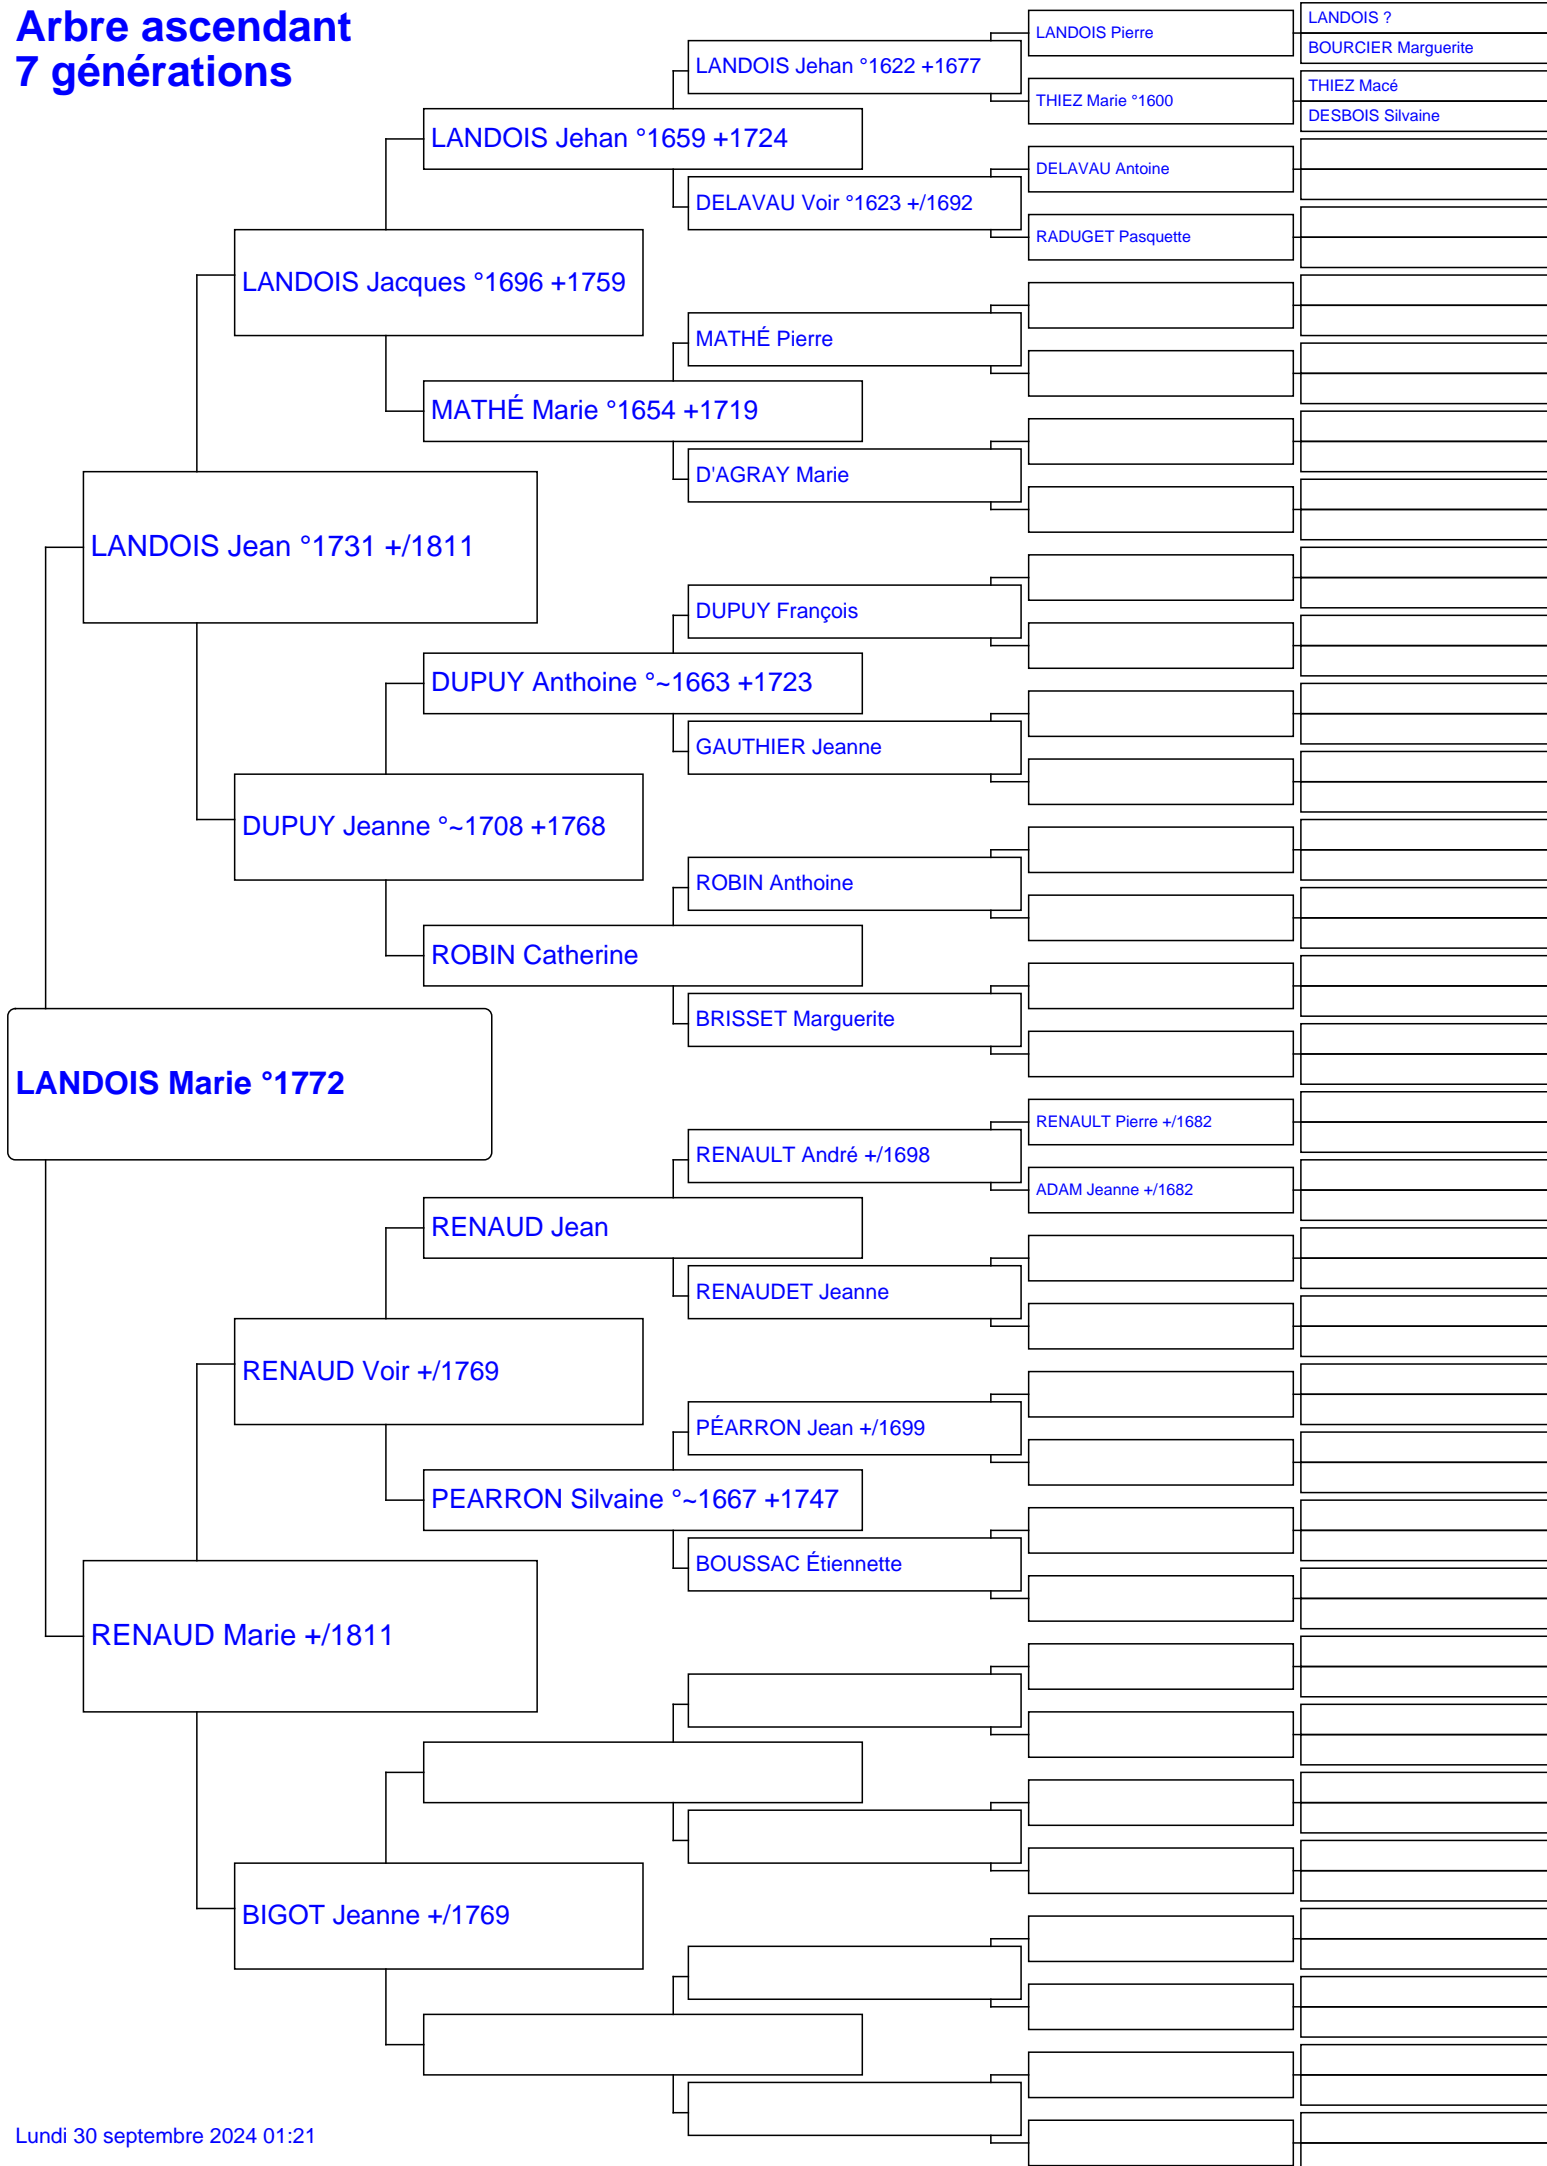 Arbre ascendant
7 générations
LANDOIS Marie °1772
LANDOIS Jean °1731 +/1811
RENAUD Marie +/1811
LANDOIS Jacques °1696 +1759
DUPUY Jeanne °~1708 +1768
RENAUD Voir +/1769
BIGOT Jeanne +/1769
LANDOIS Jehan °1659 +1724
MATHÉ Marie °1654 +1719
DUPUY Anthoine °~1663 +1723
ROBIN Catherine
RENAUD Jean
PEARRON Silvaine °~1667 +1747
LANDOIS Jehan °1622 +1677
DELAVAU Voir °1623 +/1692
MATHÉ Pierre
D'AGRAY Marie
DUPUY François
GAUTHIER Jeanne
ROBIN Anthoine
BRISSET Marguerite
RENAULT André +/1698
RENAUDET Jeanne
PÉARRON Jean +/1699
BOUSSAC Étiennette
LANDOIS Pierre
THIEZ Marie °1600
DELAVAU Antoine
RADUGET Pasquette
RENAULT Pierre +/1682
ADAM Jeanne +/1682
LANDOIS ?
BOURCIER Marguerite
THIEZ Macé
DESBOIS Silvaine
Lundi 30 septembre 2024 01:21